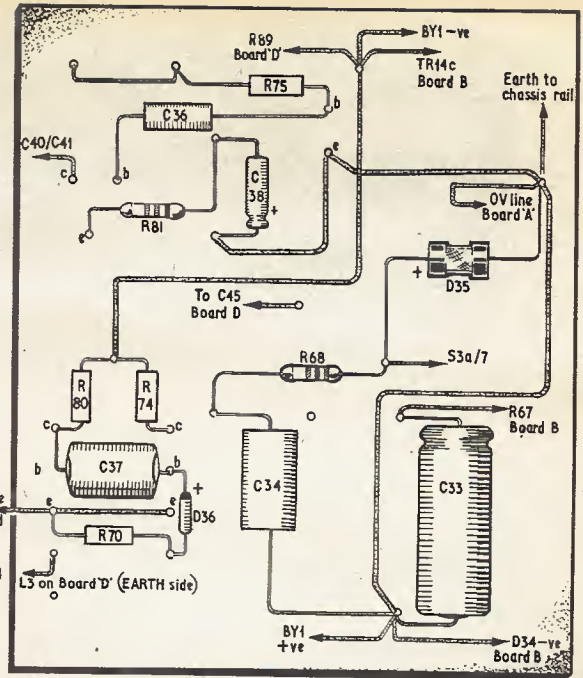 BY1 -ve
R89
Board 'D'
TR14c
Board B
Earth to
chassis rail
R75
b
C36
C40/C41
c
b
e
C
38
+
OV line
Board 'A'
e
R81
+
D35
To C45
Board D
S3a/7
R68
R
80
R
74
R67
Board B
c
c
C37
b
b
C34
C33
+
D36
e
e
R70
L3 on Board 'D' (EARTH side)
BY1
+ve
D34-ve
Board B